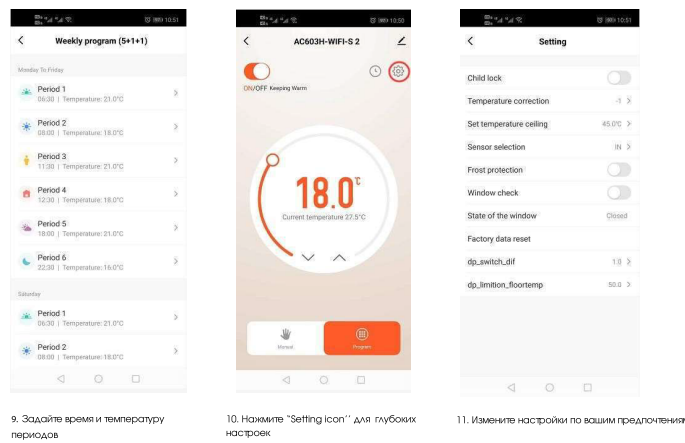 10:51
Weekly program (5+1+1)
Monday To Friday
Period 1
06:30 | Temperature: 21.0°C
Period 2
08:00 | Temperature: 18.0°C
Period 3
11:30 | Temperature: 21.0°C
Period 4
12:30 | Temperature: 18.0°C
Period 5
18:00 | Temperature: 21.0°C
Period 6
22:30 | Temperature: 16.0°C
Saturday
Period 1
06:30 | Temperature: 21.0°C
Period 2
08:00 | Temperature: 18.0°C
9. Задайте время и температуру
периодов
10:50
AC603H-WIFI-S 2
ON/OFF Keeping Warm
18.0℃
Current temperature 27.5°C
Manual
Program
10. Нажмите ``Setting icon'' для глубоких
настроек
10:51
Setting
Child lock
Temperature correction -1
Set temperature ceiling 45.0℃
Sensor selection IN
Frost protection
Window check
State of the window Closed
Factory data reset
dp_switch_dif 1.0
dp_limition_floortemp 50.0
11. Измените настройки по вашим предпочтениям